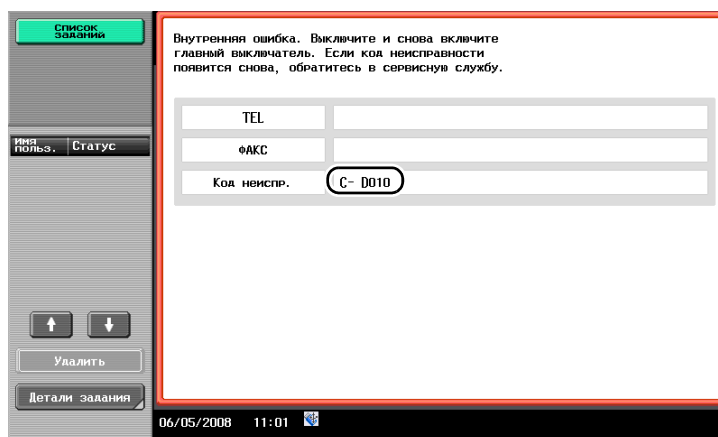 Список
заданий
Внутренняя ошибка. Выключите и снова включите
главный выключатель. Если код неисправности
появится снова, обратитесь в сервисную службу.
TEL
ФАКС
Код неиспр.
C- D010
Имя
польз.
Статус
Удалить
Детали задания
06/05/2008 11:01